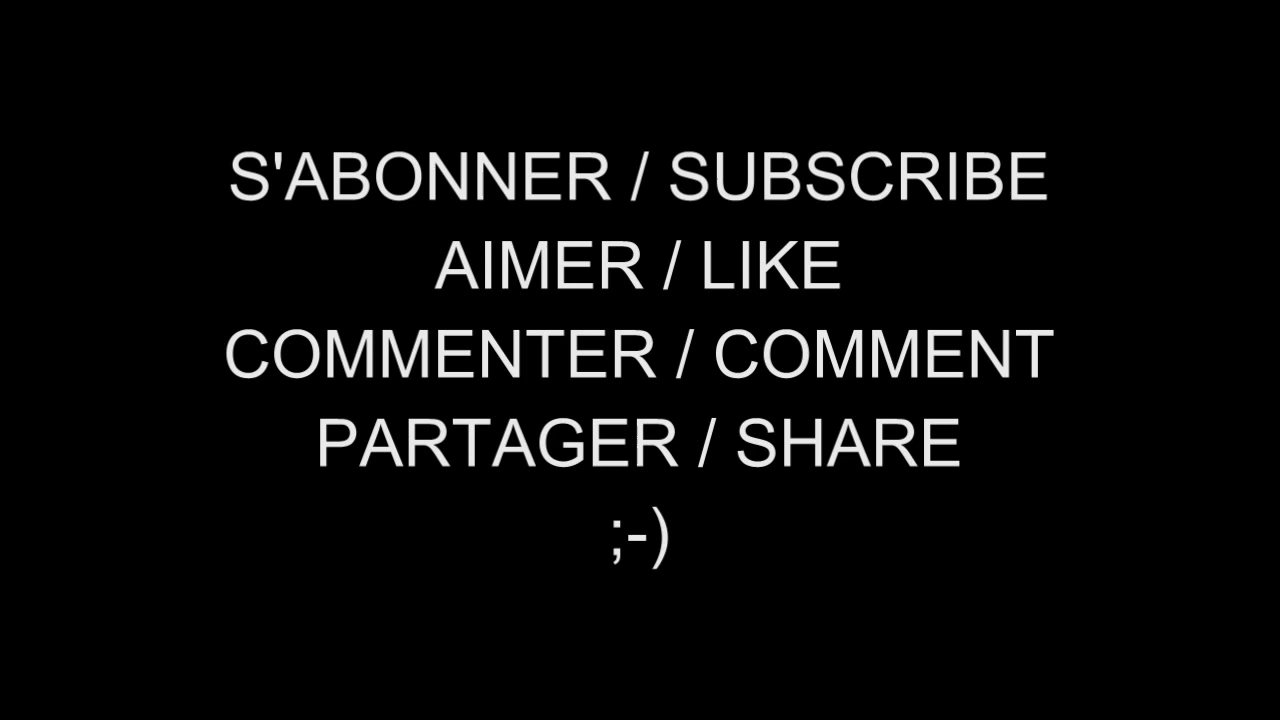 S'ABONNER / SUBSCRIBE
AIMER / LIKE
COMMENTER / COMMENT
PARTAGER / SHARE
;-)